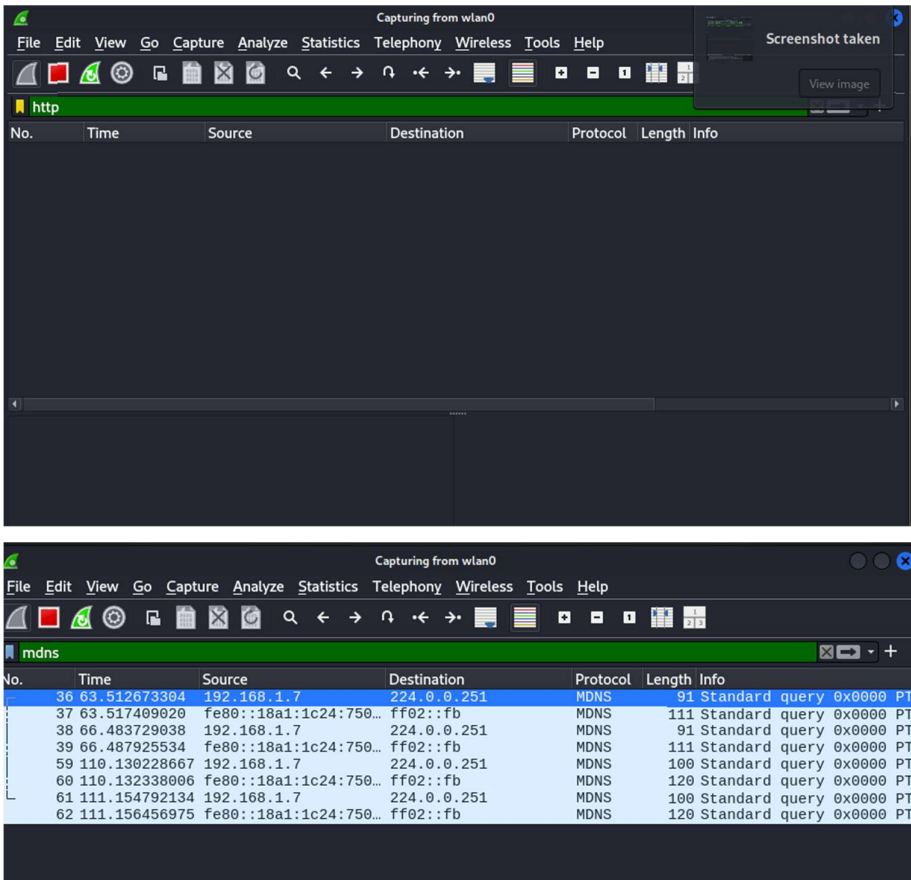 Capturing from wlan0
File Edit View Go Capture Analyze Statistics Telephony Wireless Tools Help
Screenshot taken
View image
http
No. Time Source Destination Protocol Length Info
Capturing from wlan0
File Edit View Go Capture Analyze Statistics Telephony Wireless Tools Help
mdns
No. Time Source Destination Protocol Length Info
36 63.512673304 192.168.1.7 224.0.0.251 MDNS 91 Standard query 0x0000 PT
37 63.517409020 fe80::18a1:1c24:750… ff02::fb MDNS 111 Standard query 0x0000 PT
38 66.483729038 192.168.1.7 224.0.0.251 MDNS 91 Standard query 0x0000 PT
39 66.487925534 fe80::18a1:1c24:750… ff02::fb MDNS 111 Standard query 0x0000 PT
59 110.130228667 192.168.1.7 224.0.0.251 MDNS 100 Standard query 0x0000 PT
60 110.132338006 fe80::18a1:1c24:750… ff02::fb MDNS 120 Standard query 0x0000 PT
61 111.154792134 192.168.1.7 224.0.0.251 MDNS 100 Standard query 0x0000 PT
62 111.156456975 fe80::18a1:1c24:750… ff02::fb MDNS 120 Standard query 0x0000 PT